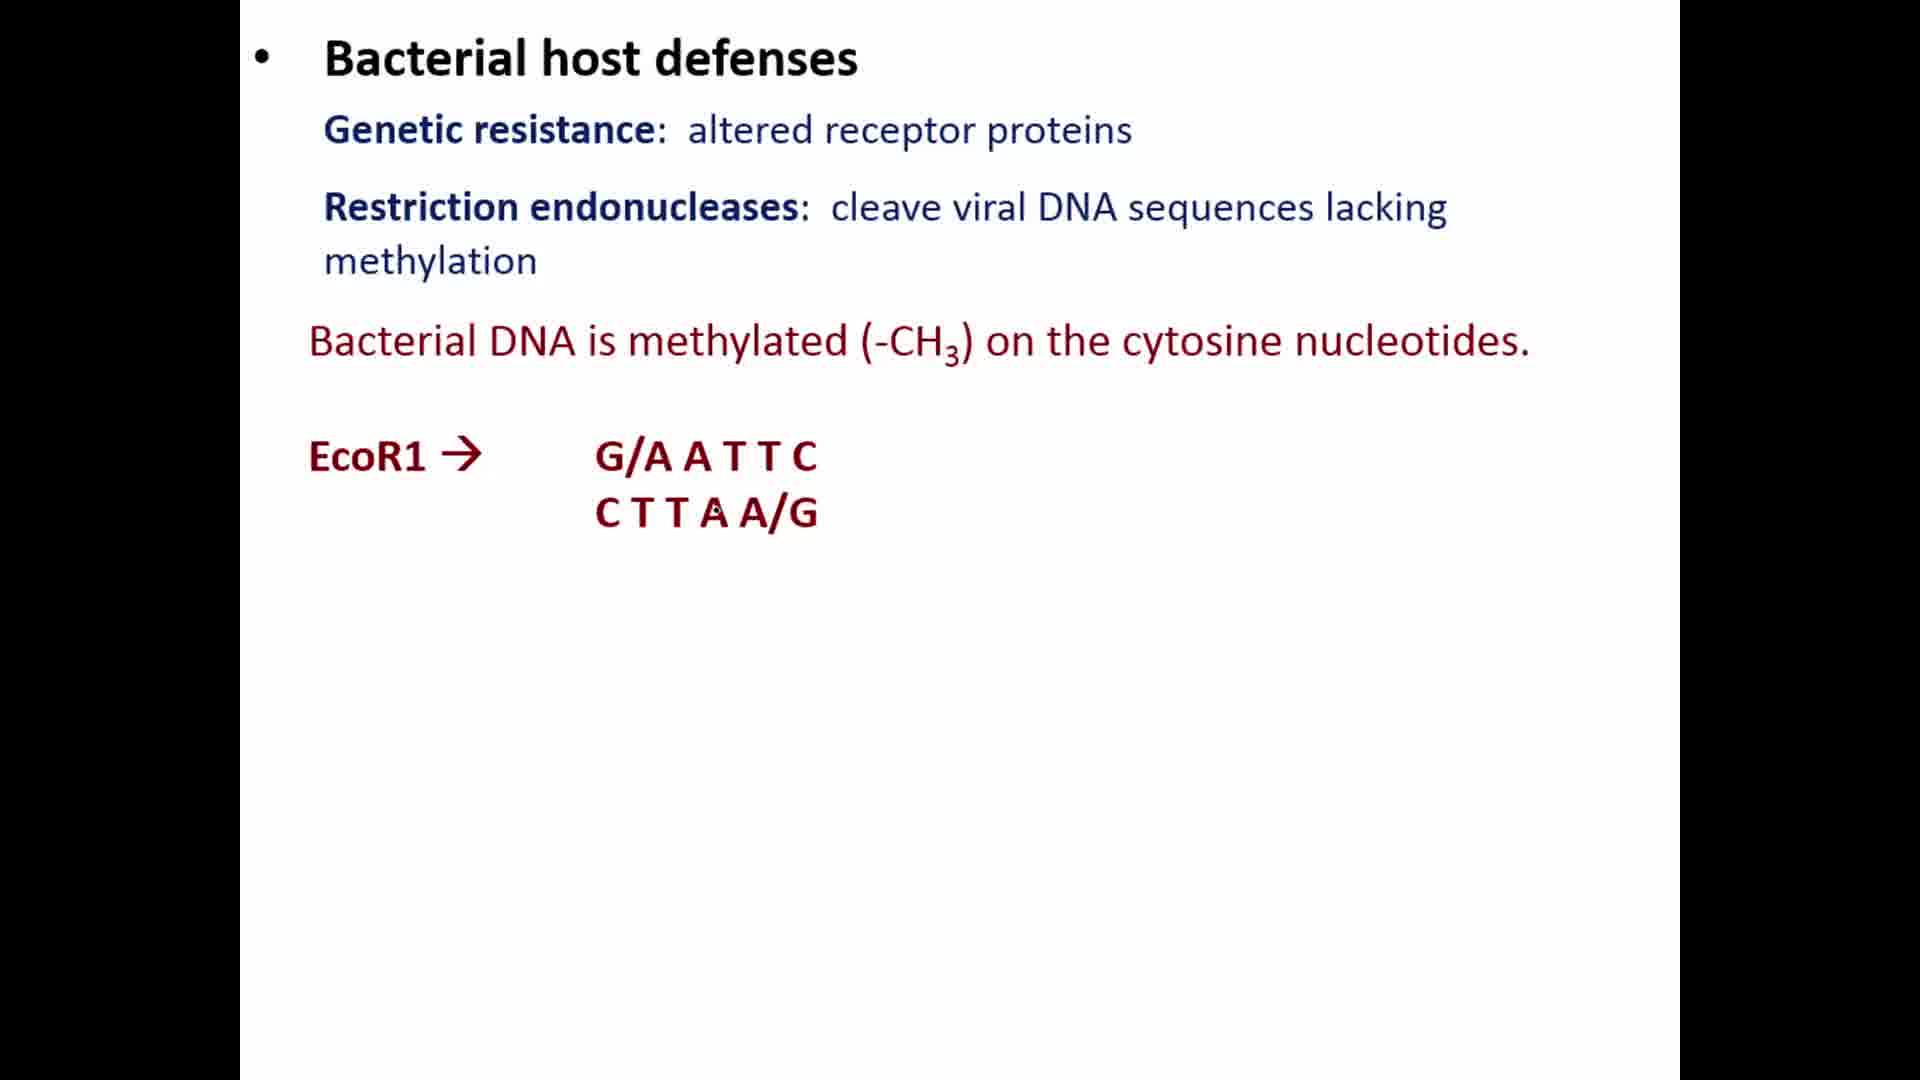 • Bacterial host defenses
Genetic resistance: altered receptor proteins
Restriction endonucleases: cleave viral DNA sequences lacking
methylation
Bacterial DNA is methylated (-CH₃) on the cytosine nucleotides.
EcoR1 → G/A A T T C
C T T A A/G